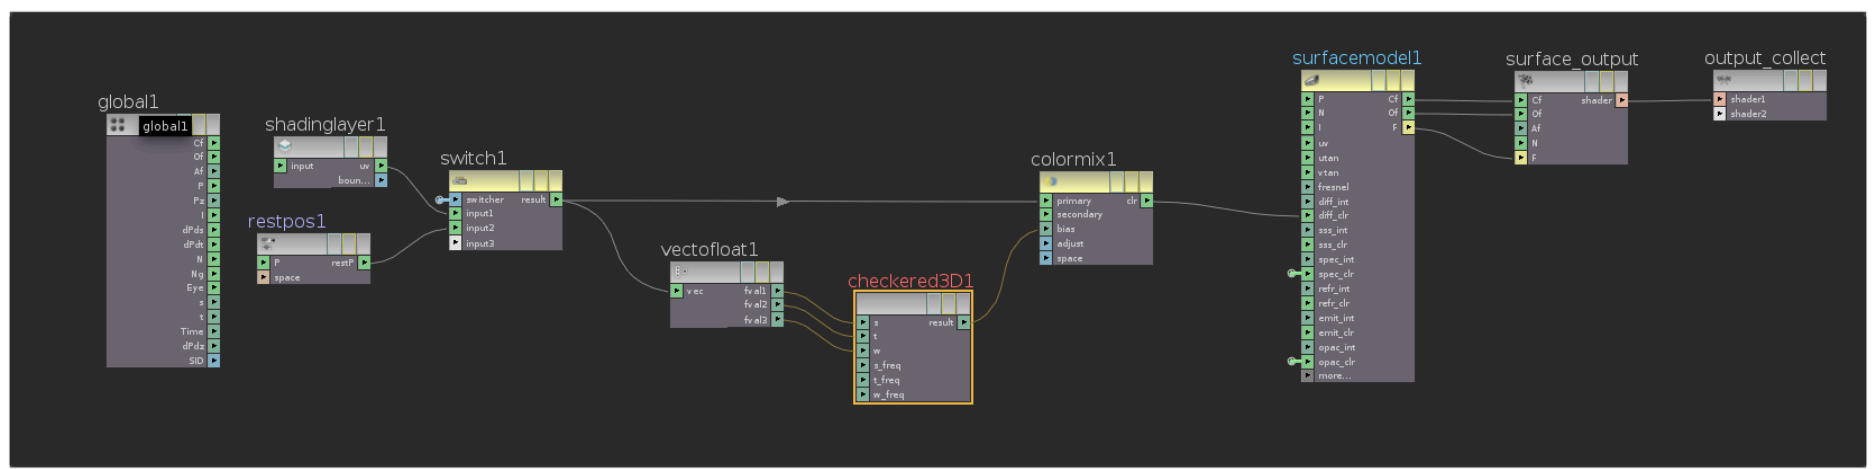 global1
global1
Cf
Of
Af
P
Pz
I
dPds
dPdt
N
Ng
Eye
s
t
Time
dPdz
SID
shadinglayer1
input uv
boun...
restpos1
P restP
space
switch1
switcher result
input1
input2
input3
vectofloat1
vec fval1
fval2
fval3
checkered3D1
s result
t
w
s_freq
t_freq
w_freq
colormix1
primary clr
secondary
bias
adjust
space
surfacemodel1
P Cf
N Of
I F
uv
utan
vtan
fresnel
diff_int
diff_clr
sss_int
sss_clr
spec_int
spec_clr
refr_int
refr_clr
emit_int
emit_clr
opac_int
opac_clr
more...
surface_output
Cf shader
Of
Af
N
F
output_collect
shader1
shader2